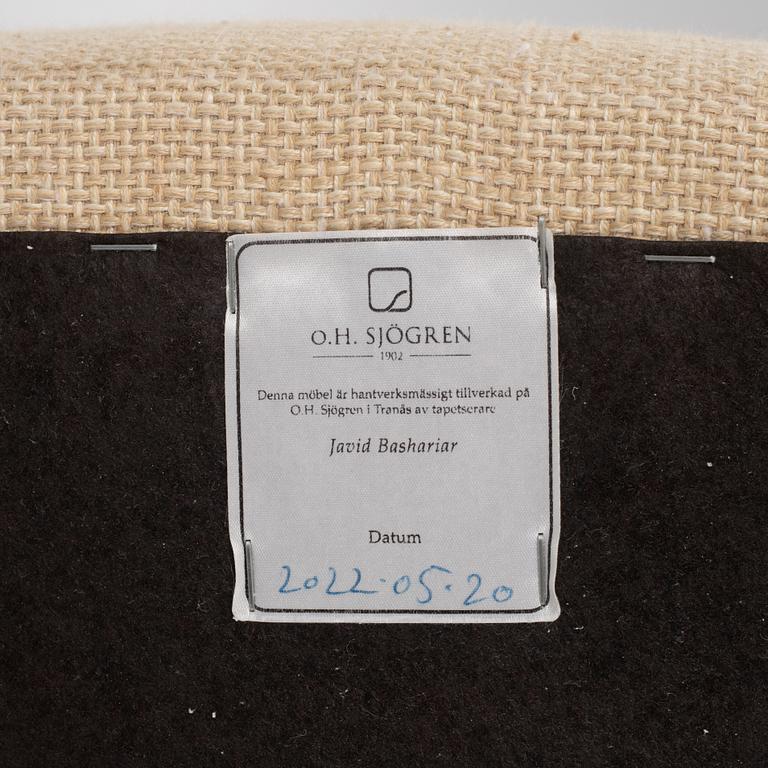 O.H. SJÖGREN
1902
Denna möbel är hantverksmässigt tillverkad på
O.H. Sjögren i Tranås av tapetserare
Javid Bashariar
Datum
2022.05.20